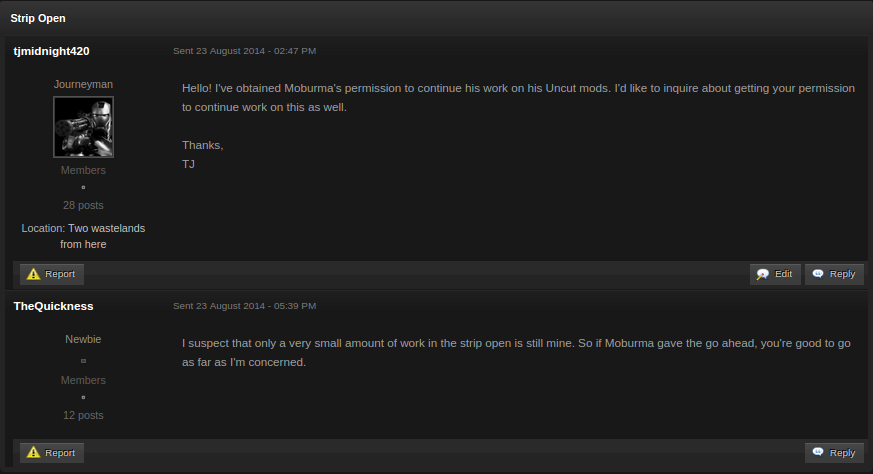 Strip Open
tjmidnight420
Sent 23 August 2014 - 02:47 PM
Journeyman
Members
28 posts
Location: Two wastelands
from here
Hello! I've obtained Moburma's permission to continue his work on his Uncut mods. I'd like to inquire about getting your permission
to continue work on this as well.
Thanks,
TJ
Report
Edit
Reply
TheQuickness
Sent 23 August 2014 - 05:39 PM
Newbie
Members
12 posts
I suspect that only a very small amount of work in the strip open is still mine. So if Moburma gave the go ahead, you're good to go
as far as I'm concerned.
Report
Reply